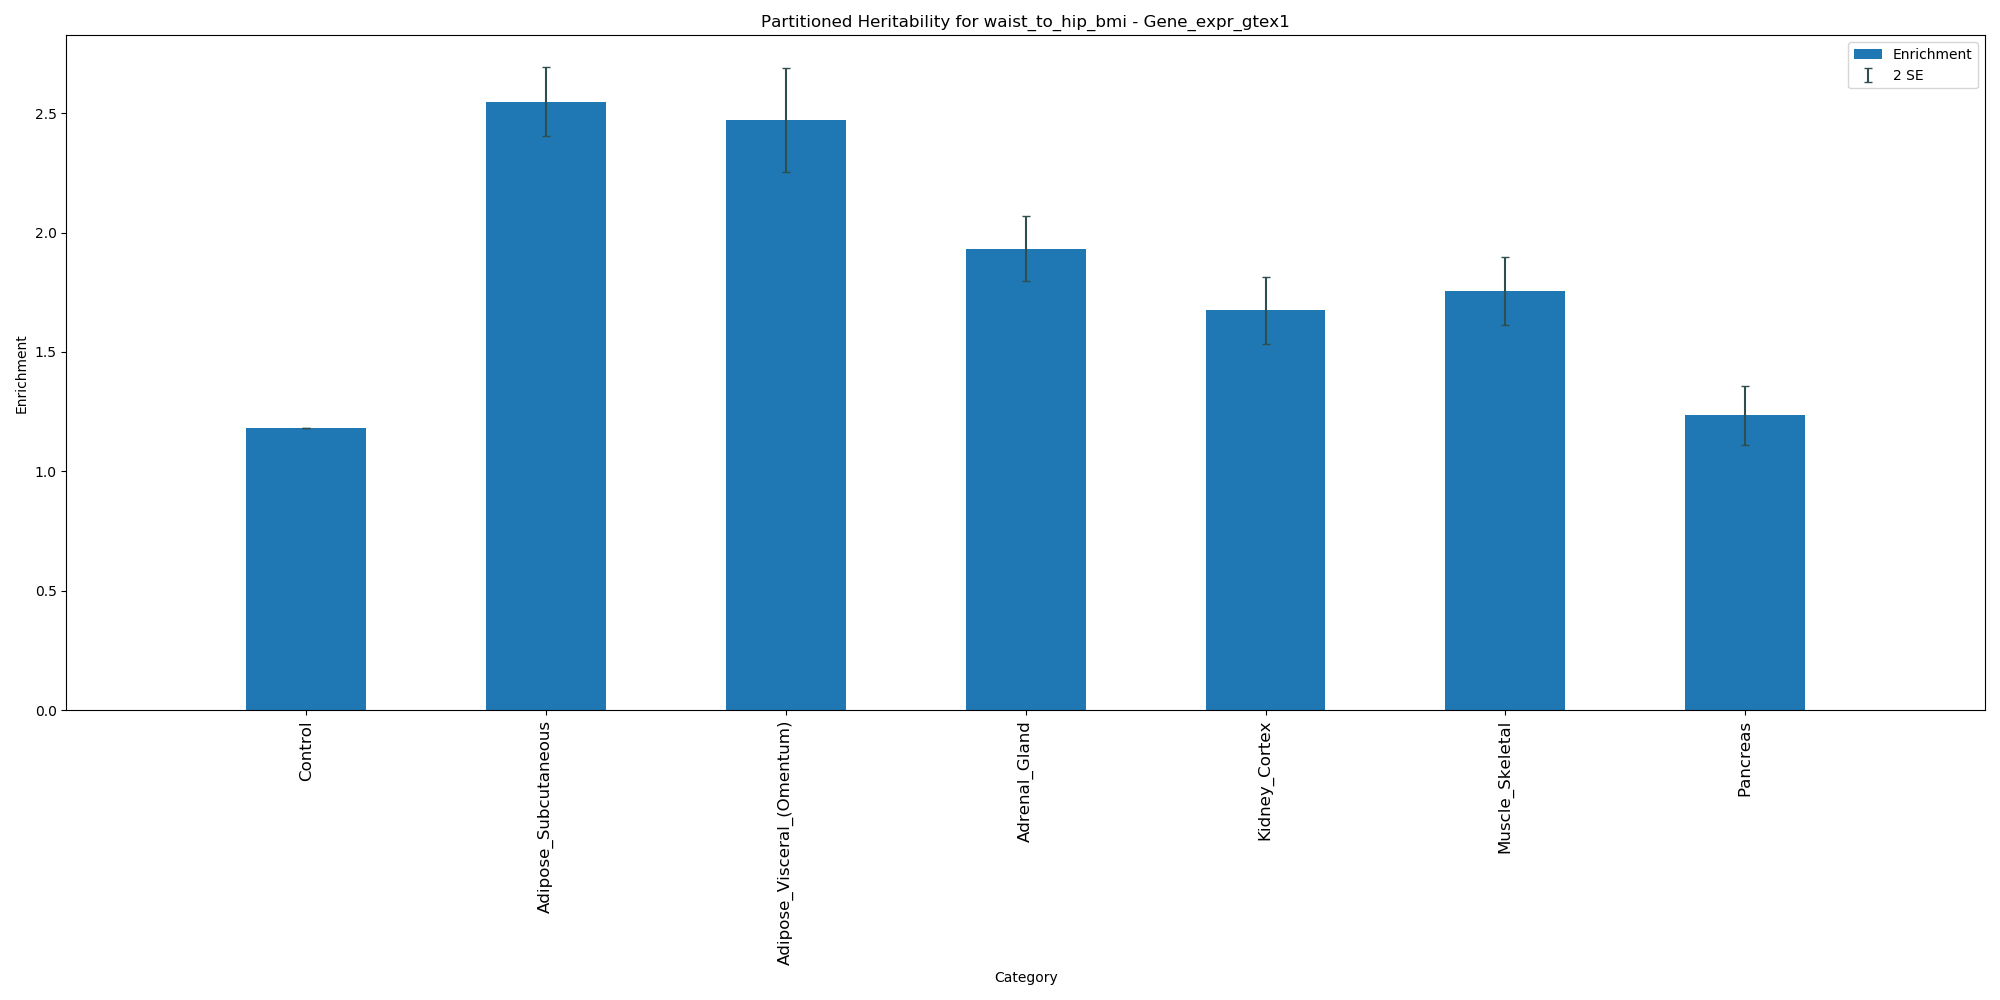 Partitioned Heritability for waist_to_hip_bmi - Gene_expr_gtex1
Enrichment
2 SE
2.5
2.0
1.5
1.0
0.5
0.0
Enrichment
Control
Adipose_Subcutaneous
Adipose_Visceral_(Omentum)
Adrenal_Gland
Kidney_Cortex
Muscle_Skeletal
Pancreas
Category